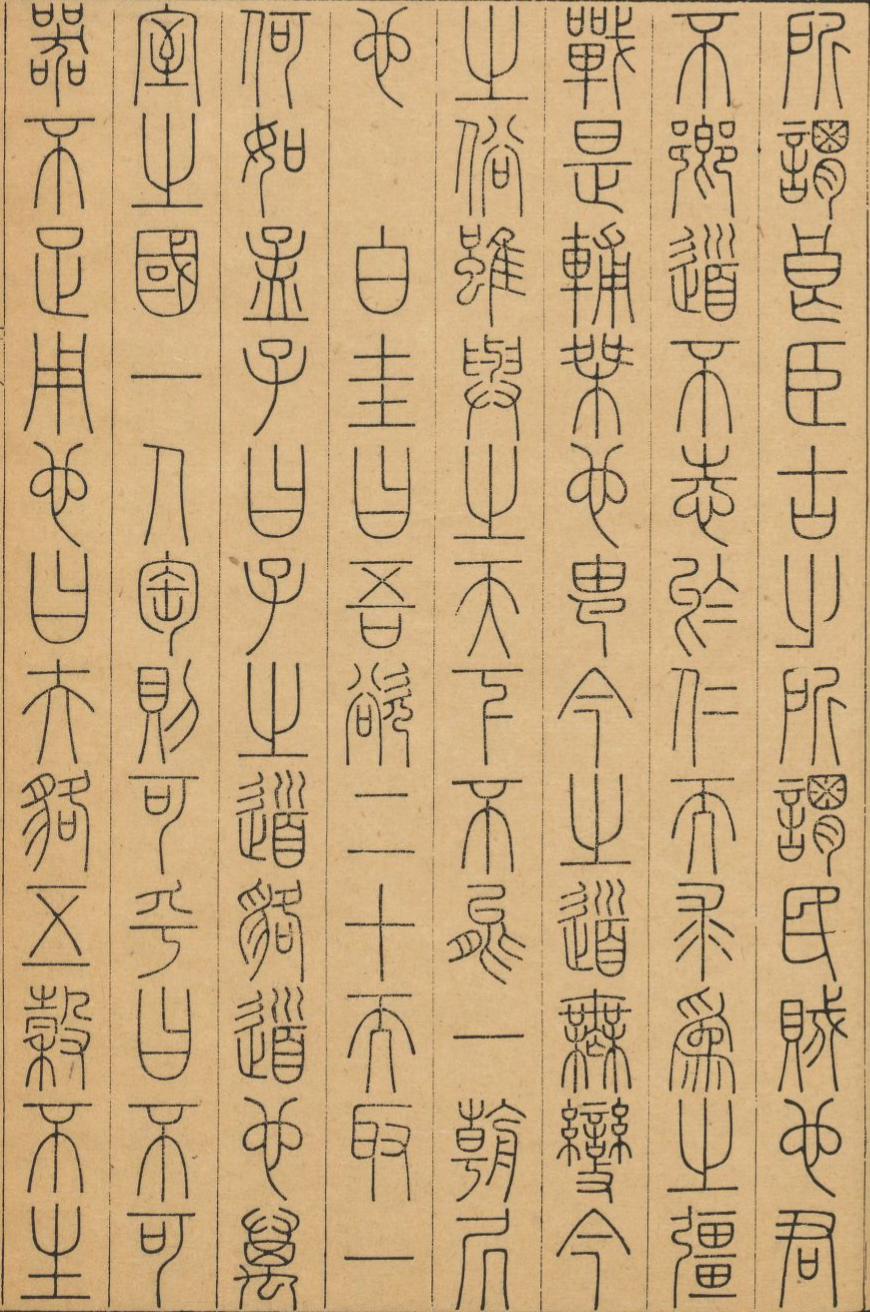 所謂良臣古之所謂民賊也君
不鄉道不志於仁而求爲之彊
戰是輔桀也由今之道無變今
之俗雖與之天下不能一朝居
也　白圭曰吾欲二十而取一
何如孟子曰子之道貉道也萬
室之國一人陶則可乎曰不可
器不足用也曰夫貉五穀不生